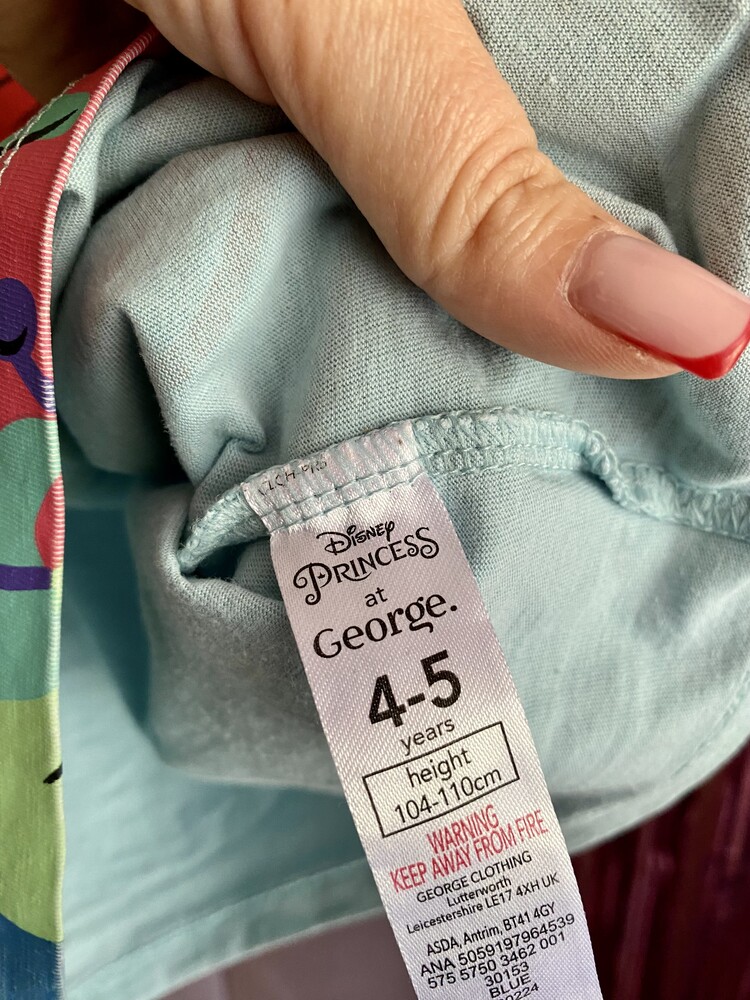 Disney
PRINCESS
at
George.
4-5
years
height
104-110cm
WARNING
KEEP AWAY FROM FIRE
GEORGE CLOTHING
Lutterworth
Leicestershire LE17 4XH UK
ASDA, Antrim, BT41 4GY
ANA 5059197964539
575 5750 3462 001
30153
BLUE